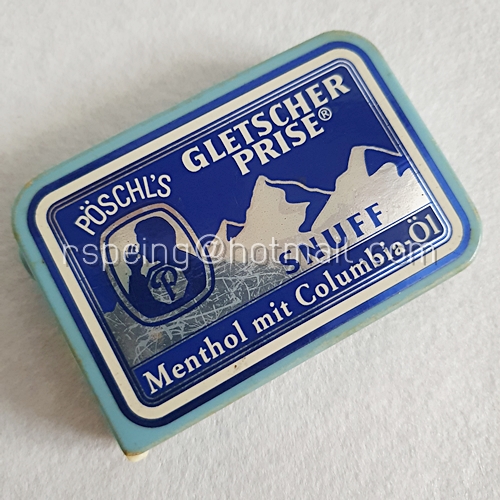 PÖSCHL'S
GLETSCHER
PRISE®
SNUFF
P
Menthol mit Columbia Öl
rspeing@hotmail.com